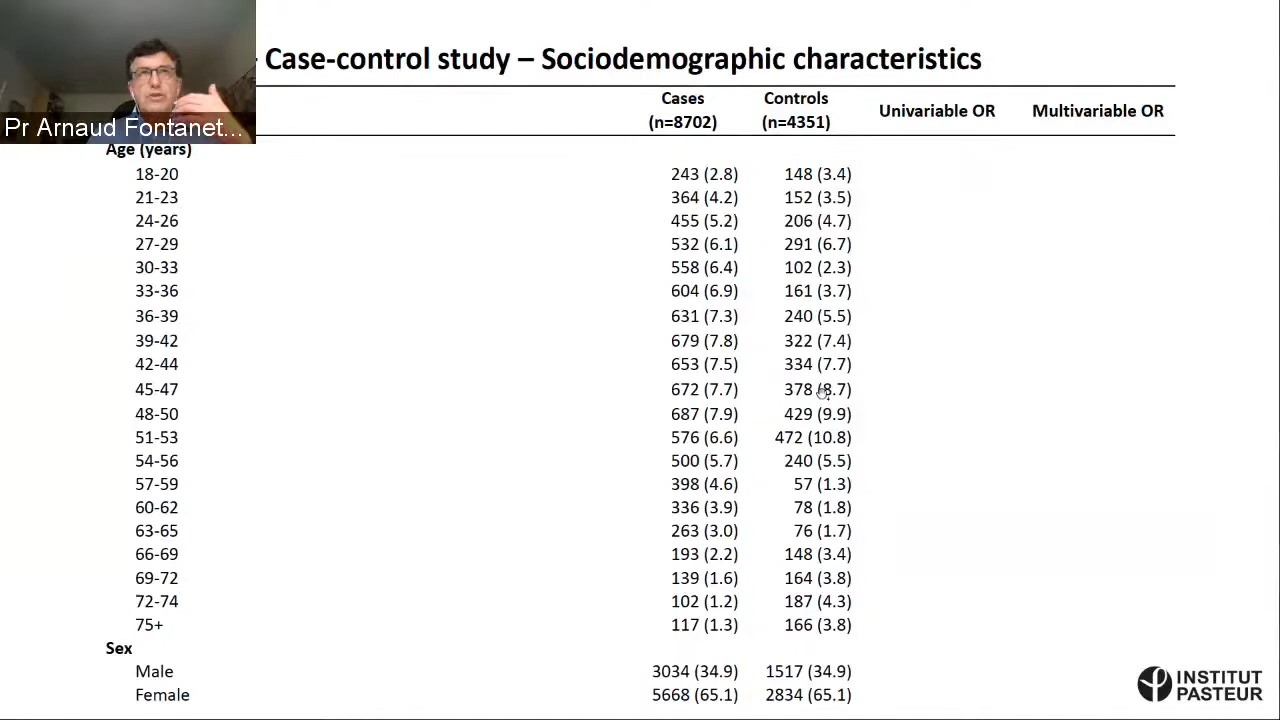 - Case-control study – Sociodemographic characteristics
Pr Arnaud Fontanet...
Cases Controls Univariable OR Multivariable OR
(n=8702) (n=4351)
Age (years)
18-20 243 (2.8) 148 (3.4)
21-23 364 (4.2) 152 (3.5)
24-26 455 (5.2) 206 (4.7)
27-29 532 (6.1) 291 (6.7)
30-33 558 (6.4) 102 (2.3)
33-36 604 (6.9) 161 (3.7)
36-39 631 (7.3) 240 (5.5)
39-42 679 (7.8) 322 (7.4)
42-44 653 (7.5) 334 (7.7)
45-47 672 (7.7) 378 (8.7)
48-50 687 (7.9) 429 (9.9)
51-53 576 (6.6) 472 (10.8)
54-56 500 (5.7) 240 (5.5)
57-59 398 (4.6) 57 (1.3)
60-62 336 (3.9) 78 (1.8)
63-65 263 (3.0) 76 (1.7)
66-69 193 (2.2) 148 (3.4)
69-72 139 (1.6) 164 (3.8)
72-74 102 (1.2) 187 (4.3)
75+ 117 (1.3) 166 (3.8)
Sex
Male 3034 (34.9) 1517 (34.9)
Female 5668 (65.1) 2834 (65.1)
INSTITUT
PASTEUR